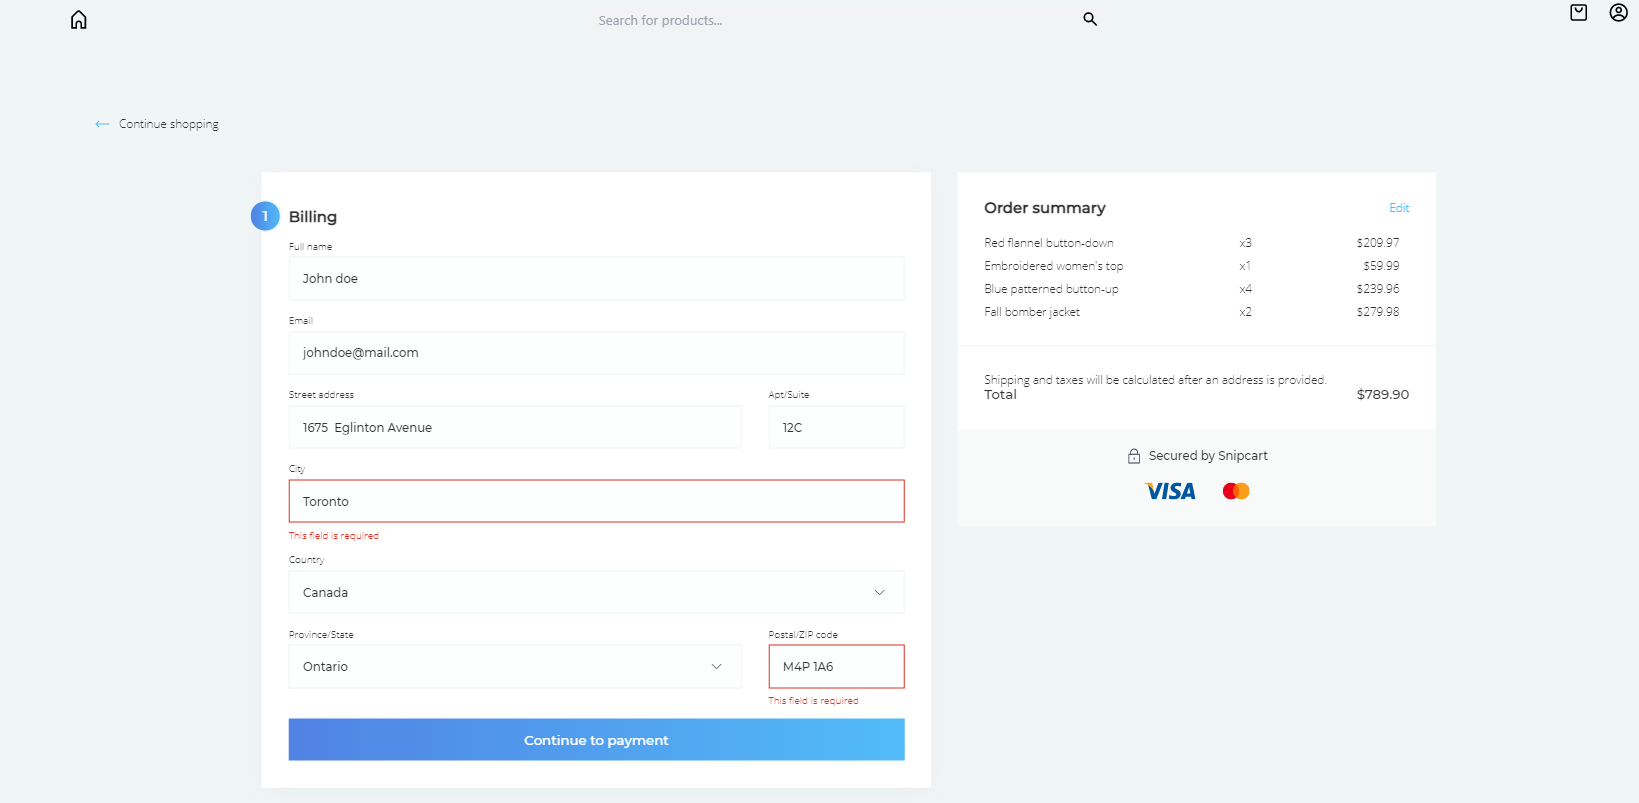 Search for products...
Continue shopping
1 Billing
Full name
John doe
Email
johndoe@mail.com
Street address Apt/Suite
1675 Eglinton Avenue 12C
City
Toronto
This field is required
Country
Canada
Province/State Postal/ZIP code
Ontario M4P 1A6
This field is required
Continue to payment
Order summary Edit
Red flannel button-down x3 $209.97
Embroidered women's top x1 $59.99
Blue patterned button-up x4 $239.96
Fall bomber jacket x2 $279.98
Shipping and taxes will be calculated after an address is provided.
Total $789.90
Secured by Snipcart
VISA